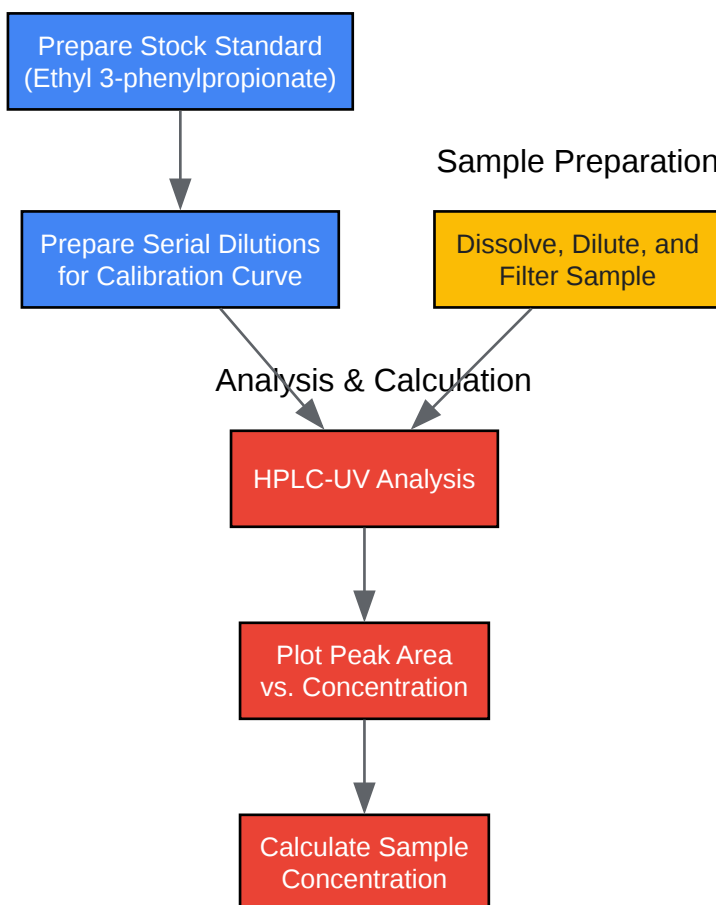 Prepare Stock Standard
(Ethyl 3-phenylpropionate)
Sample Preparation
Prepare Serial Dilutions
for Calibration Curve
Dissolve, Dilute, and
Filter Sample
Analysis & Calculation
HPLC-UV Analysis
Plot Peak Area
vs. Concentration
Calculate Sample
Concentration